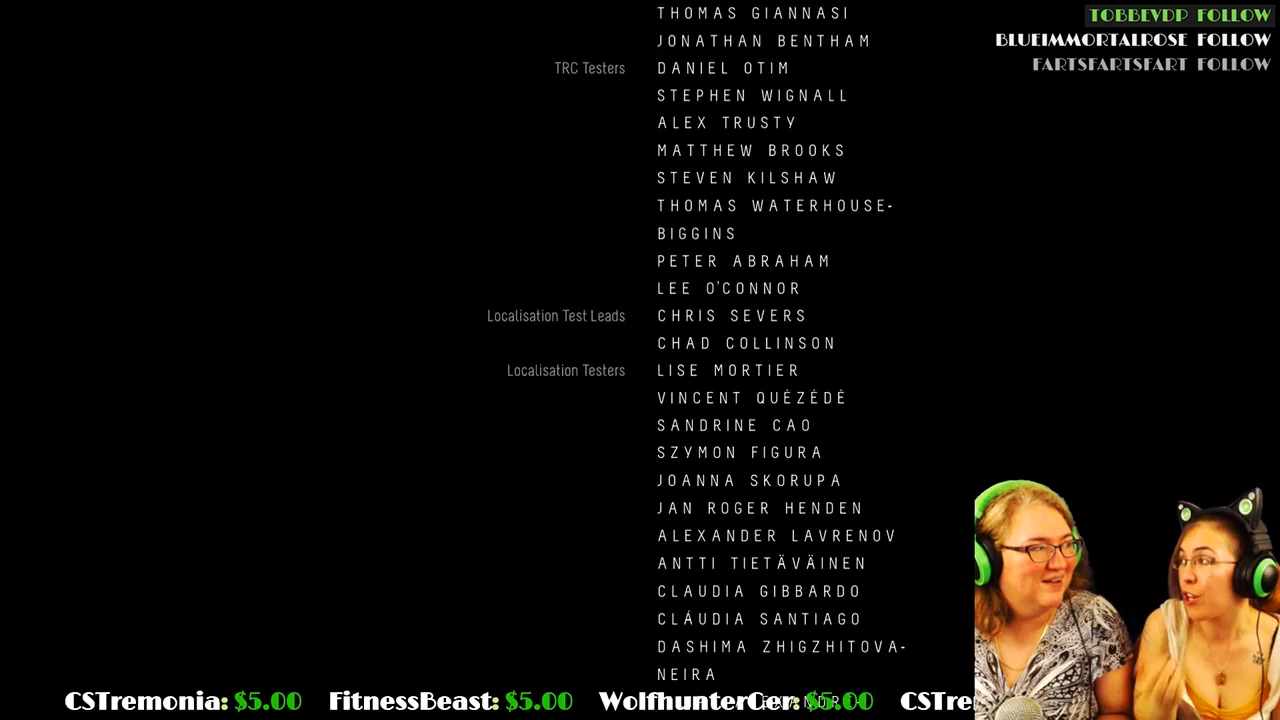 TOBBEVDP FOLLOW
BLUEIMMORTALROSE FOLLOW
FARTSFARTSFART FOLLOW
THOMAS GIANNASI
JONATHAN BENTHAM
TRC Testers DANIEL OTIM
STEPHEN WIGNALL
ALEX TRUSTY
MATTHEW BROOKS
STEVEN KILSHAW
THOMAS WATERHOUSE-
BIGGINS
PETER ABRAHAM
LEE O'CONNOR
Localisation Test Leads CHRIS SEVERS
CHAD COLLINSON
Localisation Testers LISE MORTIER
VINCENT QUÉZÉDÉ
SANDRINE CAO
SZYMON FIGURA
JOANNA SKORUPA
JAN ROGER HENDEN
ALEXANDER LAVRENOV
ANTTI TIETÄVÄINEN
CLAUDIA GIBBARDO
CLÁUDIA SANTIAGO
DASHIMA ZHIGZHITOVA-
NEIRA
CSTremonia: $5.00 FitnessBeast: $5.00 WolfhunterCer: $5.00 CSTre